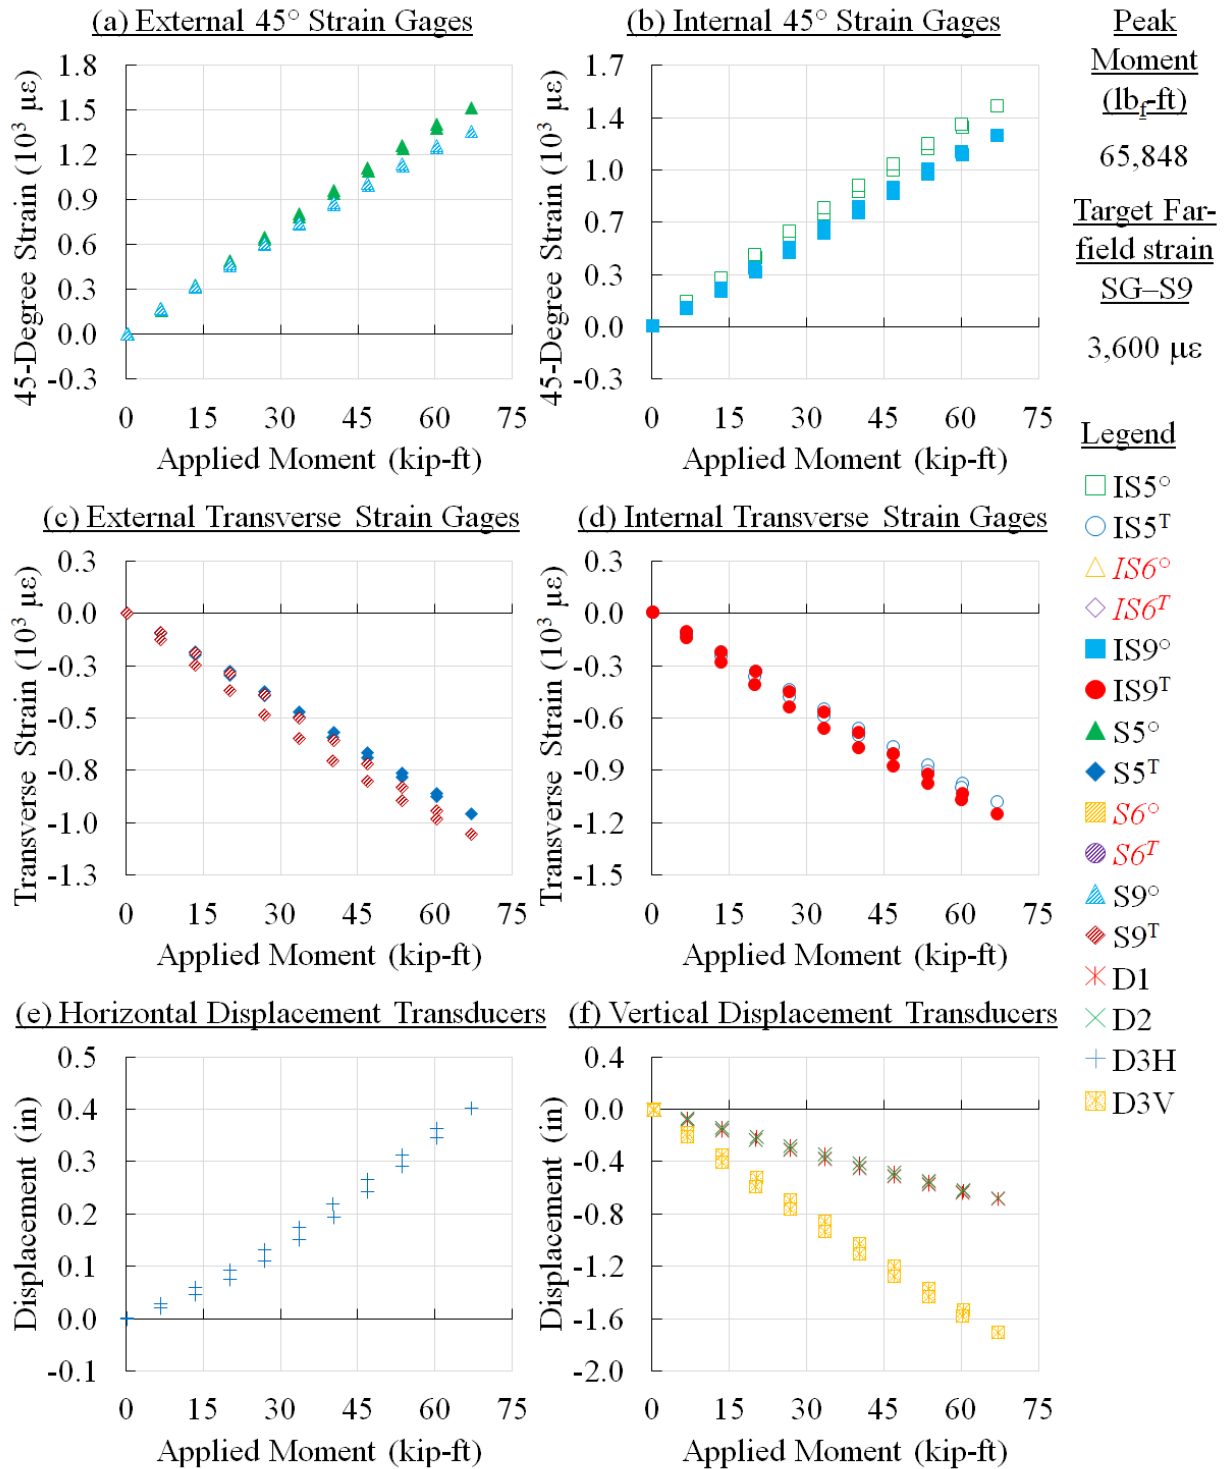 (a) External 45° Strain Gages
45-Degree Strain (10³ με)
1.8
1.5
1.2
0.9
0.6
0.3
0.0
-0.3
0 15 30 45 60 75
Applied Moment (kip-ft)
(b) Internal 45° Strain Gages
45-Degree Strain (10³ με)
1.7
1.4
1.0
0.7
0.3
0.0
-0.3
0 15 30 45 60 75
Applied Moment (kip-ft)
(c) External Transverse Strain Gages
Transverse Strain (10³ με)
0.3
0.0
-0.3
-0.5
-0.8
-1.0
-1.3
0 15 30 45 60 75
Applied Moment (kip-ft)
(d) Internal Transverse Strain Gages
Transverse Strain (10³ με)
0.3
0.0
-0.3
-0.6
-0.9
-1.2
-1.5
0 15 30 45 60 75
Applied Moment (kip-ft)
(e) Horizontal Displacement Transducers
Displacement (in)
0.5
0.4
0.3
0.2
0.1
0.0
-0.1
0 15 30 45 60 75
Applied Moment (kip-ft)
(f) Vertical Displacement Transducers
Displacement (in)
0.4
0.0
-0.4
-0.8
-1.2
-1.6
-2.0
0 15 30 45 60 75
Applied Moment (kip-ft)
Peak
Moment
(lb_f-ft)
65,848
Target Far-
field strain
SG–S9
3,600 με
Legend
IS5°
IS5ᵀ
IS6°
IS6ᵀ
IS9°
IS9ᵀ
S5°
S5ᵀ
S6°
S6ᵀ
S9°
S9ᵀ
D1
D2
D3H
D3V